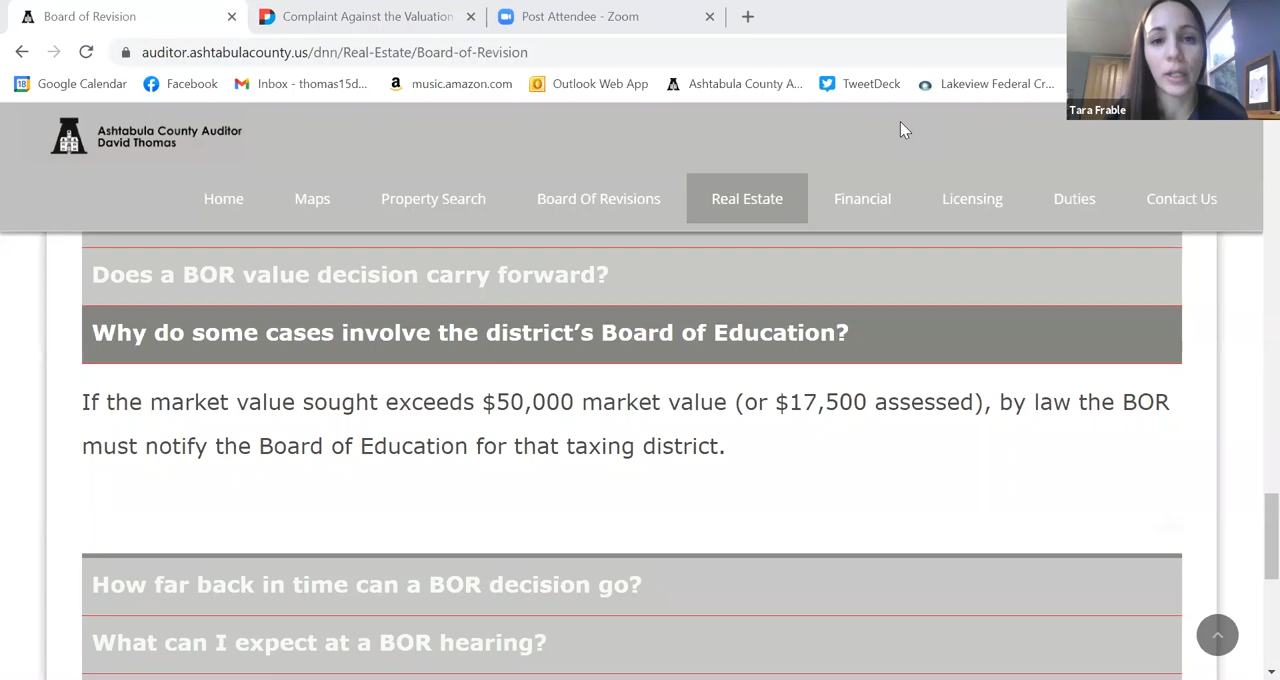 Board of Revision
Complaint Against the Valuation
Post Attendee - Zoom
auditor.ashtabulacounty.us/dnn/Real-Estate/Board-of-Revision
18 Google Calendar
Facebook
Inbox - thomas15d...
music.amazon.com
Outlook Web App
Ashtabula County A...
TweetDeck
Lakeview Federal Cr...
Tara Frable
Ashtabula County Auditor
David Thomas
Home
Maps
Property Search
Board Of Revisions
Real Estate
Financial
Licensing
Duties
Contact Us
Does a BOR value decision carry forward?
Why do some cases involve the district’s Board of Education?
If the market value sought exceeds $50,000 market value (or $17,500 assessed), by law the BOR
must notify the Board of Education for that taxing district.
How far back in time can a BOR decision go?
What can I expect at a BOR hearing?